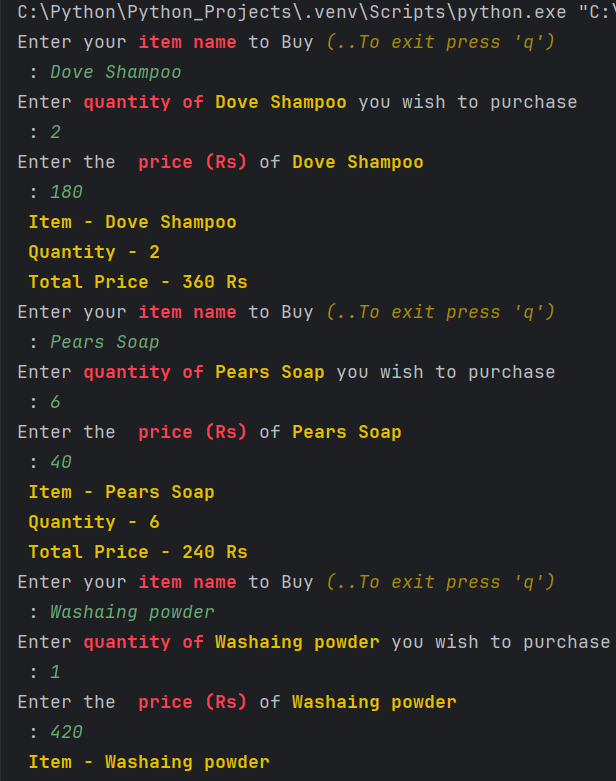 C:\Python\Python_Projects\.venv\Scripts\python.exe "C:\
Enter your item name to Buy (..To exit press 'q')
: Dove Shampoo
Enter quantity of Dove Shampoo you wish to purchase
: 2
Enter the  price (Rs) of Dove Shampoo
: 180
Item - Dove Shampoo
Quantity - 2
Total Price - 360 Rs
Enter your item name to Buy (..To exit press 'q')
: Pears Soap
Enter quantity of Pears Soap you wish to purchase
: 6
Enter the  price (Rs) of Pears Soap
: 40
Item - Pears Soap
Quantity - 6
Total Price - 240 Rs
Enter your item name to Buy (..To exit press 'q')
: Washaing powder
Enter quantity of Washaing powder you wish to purchase
: 1
Enter the  price (Rs) of Washaing powder
: 420
Item - Washaing powder